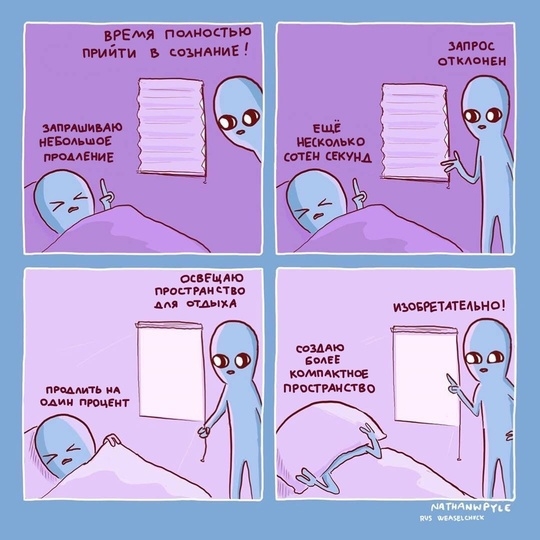 ВРЕМЯ ПОЛНОСТЬЮ
ПРИЙТИ В СОЗНАНИЕ!
ЗАПРАШИВАЮ
НЕБОЛЬШОЕ
ПРОДЛЕНИЕ
ЗАПРОС
ОТКЛОНЕН
ЕЩЁ
НЕСКОЛЬКО
СОТЕН СЕКУНД
ОСВЕЩАЮ
ПРОСТРАНСТВО
ДЛЯ ОТДЫХА
ПРОДЛИТЬ НА
ОДИН ПРОЦЕНТ
ИЗОБРЕТАТЕЛЬНО!
СОЗДАЮ
БОЛЕЕ
КОМПАКТНОЕ
ПРОСТРАНСТВО
NATHANWPYLE
RUS WEASELCHECK